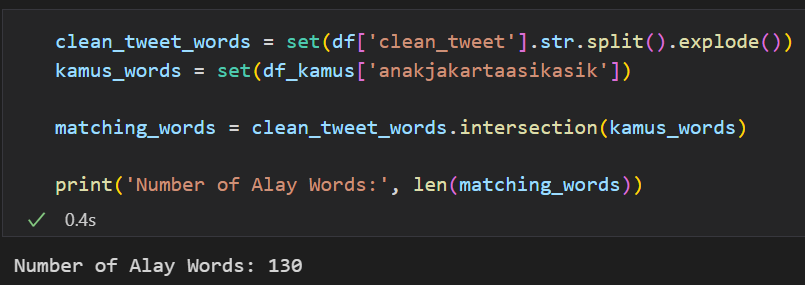 clean_tweet_words = set(df['clean_tweet'].str.split().explode())
kamus_words = set(df_kamus['anakjakartaasikasik'])
matching_words = clean_tweet_words.intersection(kamus_words)
print('Number of Alay Words:', len(matching_words))
0.4s
Number of Alay Words: 130